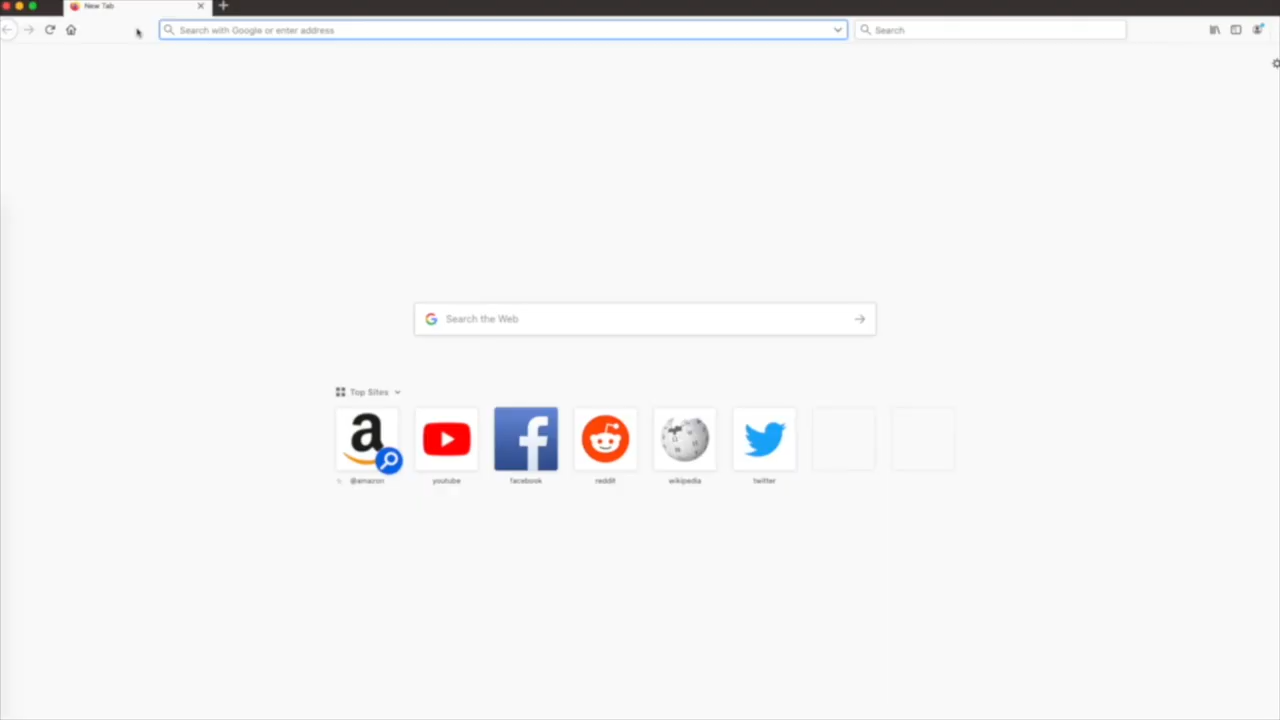 New Tab
Search with Google or enter address
Search
Search the Web
Top Sites
@amazon
youtube
facebook
reddit
wikipedia
twitter